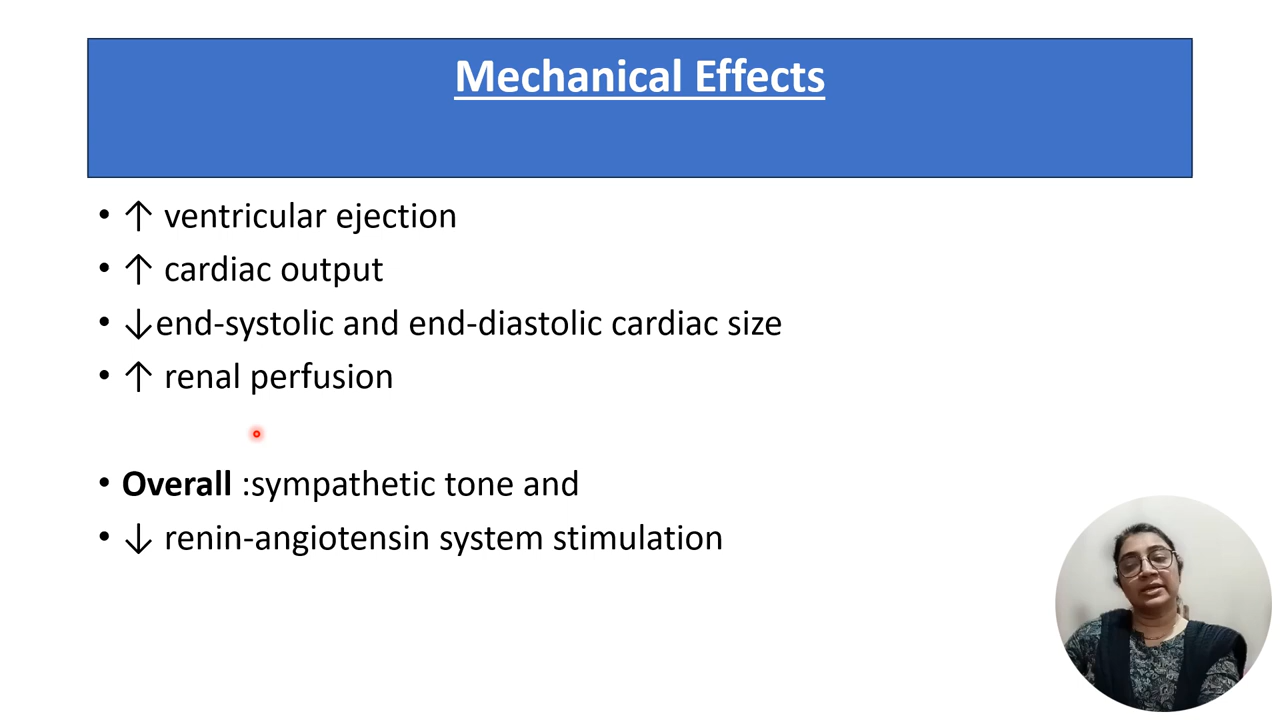 Mechanical Effects
• ↑ ventricular ejection
• ↑ cardiac output
• ↓end-systolic and end-diastolic cardiac size
• ↑ renal perfusion
• Overall :sympathetic tone and
• ↓ renin-angiotensin system stimulation